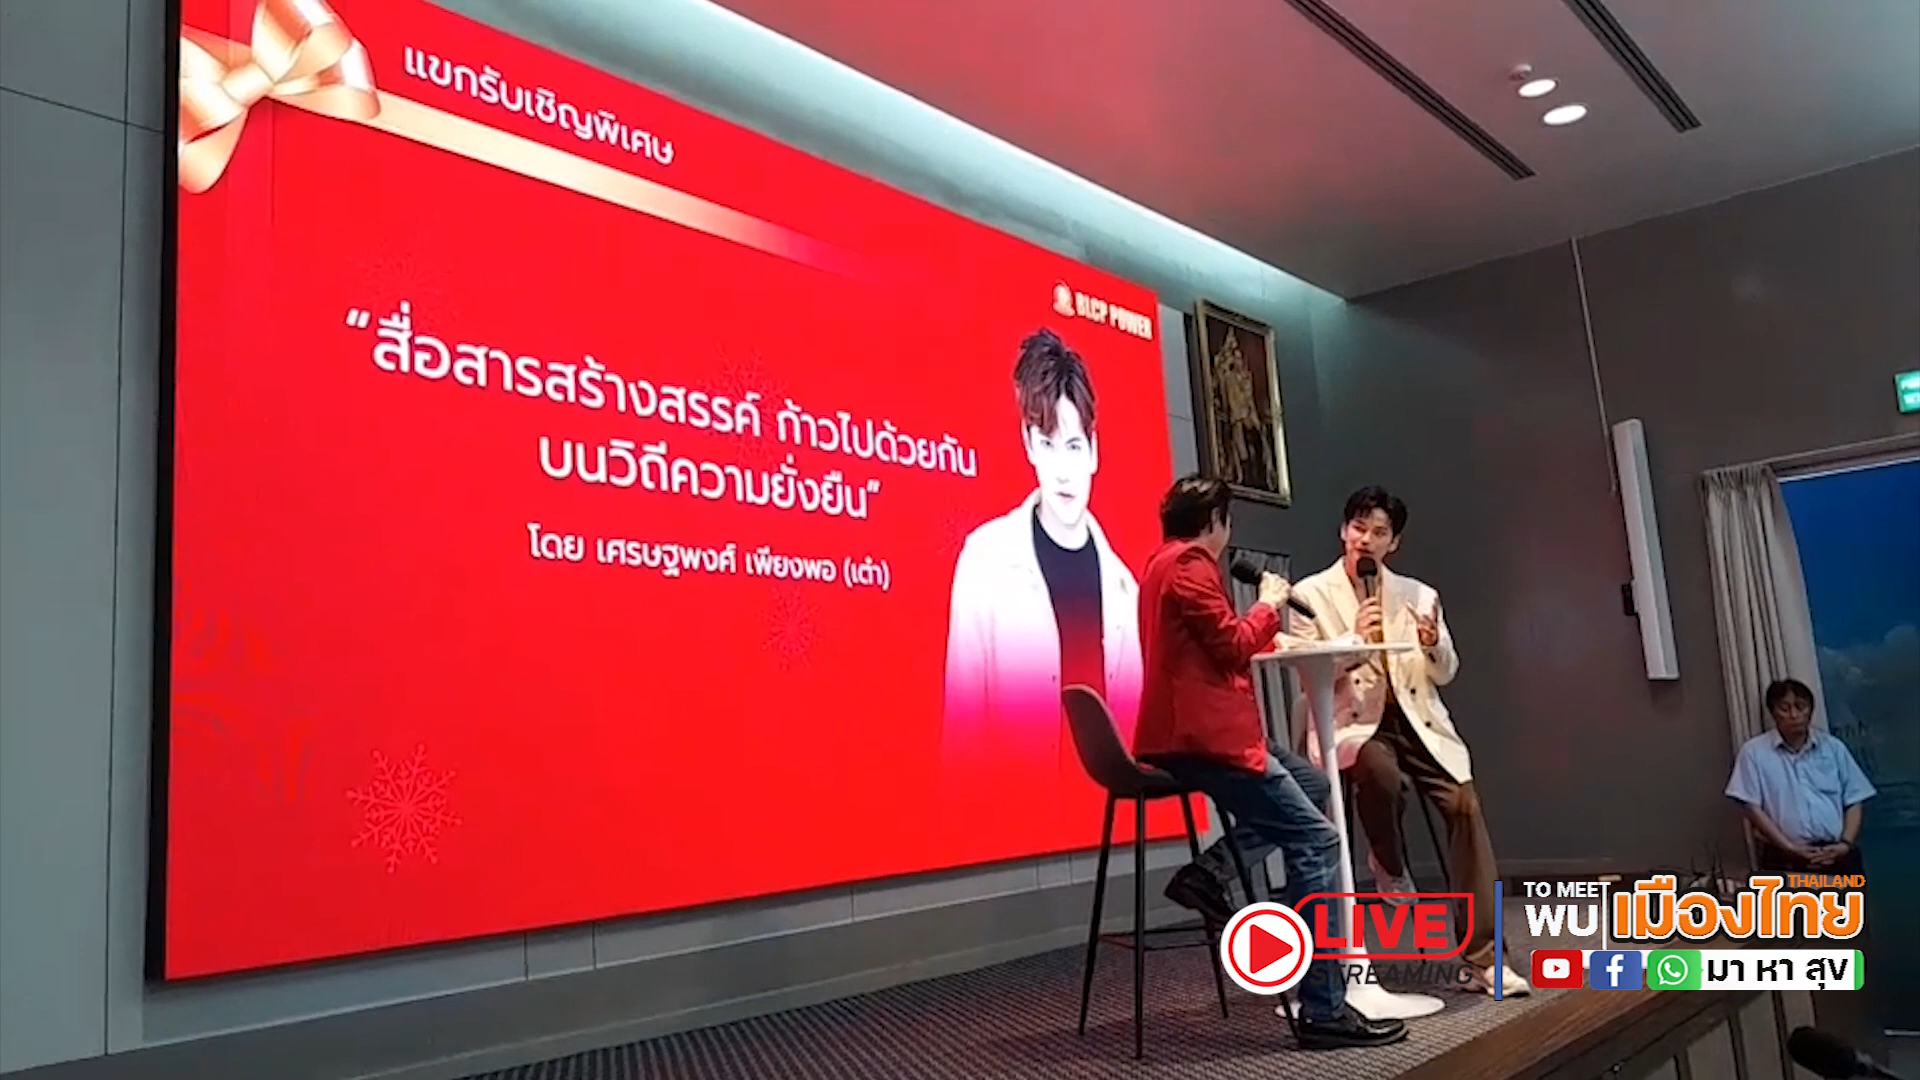 แขกรับเชิญพิเศษ
BLCP POWER
“สื่อสารสร้างสรรค์ ก้าวไปด้วยกัน
บนวิถีความยั่งยืน”
โดย เศรษฐพงศ์ เพียงพอ (เต๋า)
LIVE
STREAMING
TO MEET
THAILAND
WU เมืองไทย
มา หา สุข